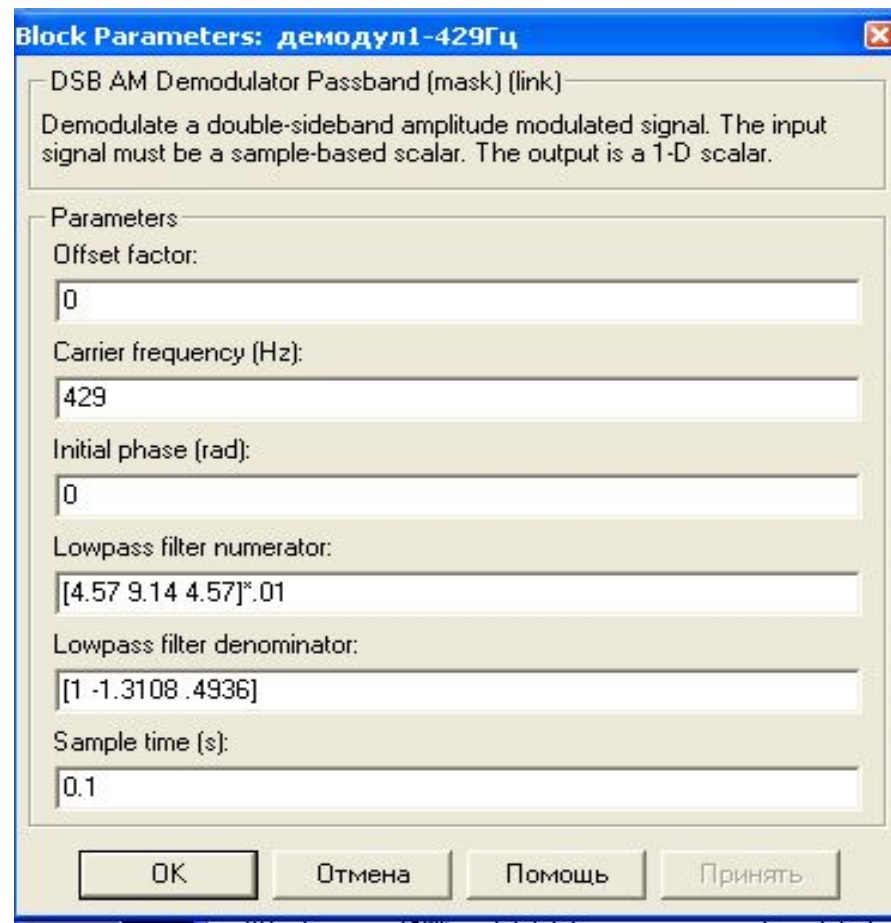 Block Parameters: демодул1-429Гц
DSB AM Demodulator Passband (mask) (link)
Demodulate a double-sideband amplitude modulated signal. The input
signal must be a sample-based scalar. The output is a 1-D scalar.
Parameters
Offset factor:
0
Carrier frequency (Hz):
429
Initial phase (rad):
0
Lowpass filter numerator:
[4.57 9.14 4.57]*.01
Lowpass filter denominator:
[1 -1.3108 .4936]
Sample time (s):
0.1
OK Отмена Помощь Принять